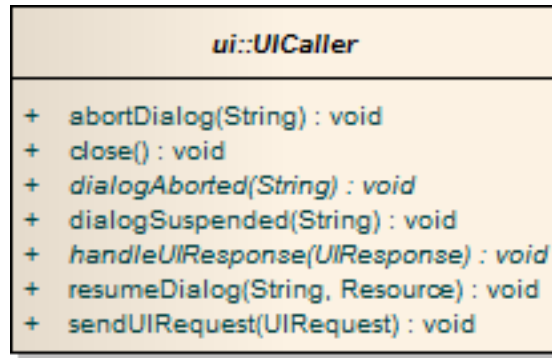 ui::UICaller
+ abortDialog(String) : void
+ close() : void
+ dialogAborted(String) : void
+ dialogSuspended(String) : void
+ handleUIResponse(UIResponse) : void
+ resumeDialog(String, Resource) : void
+ sendUIRequest(UIRequest) : void